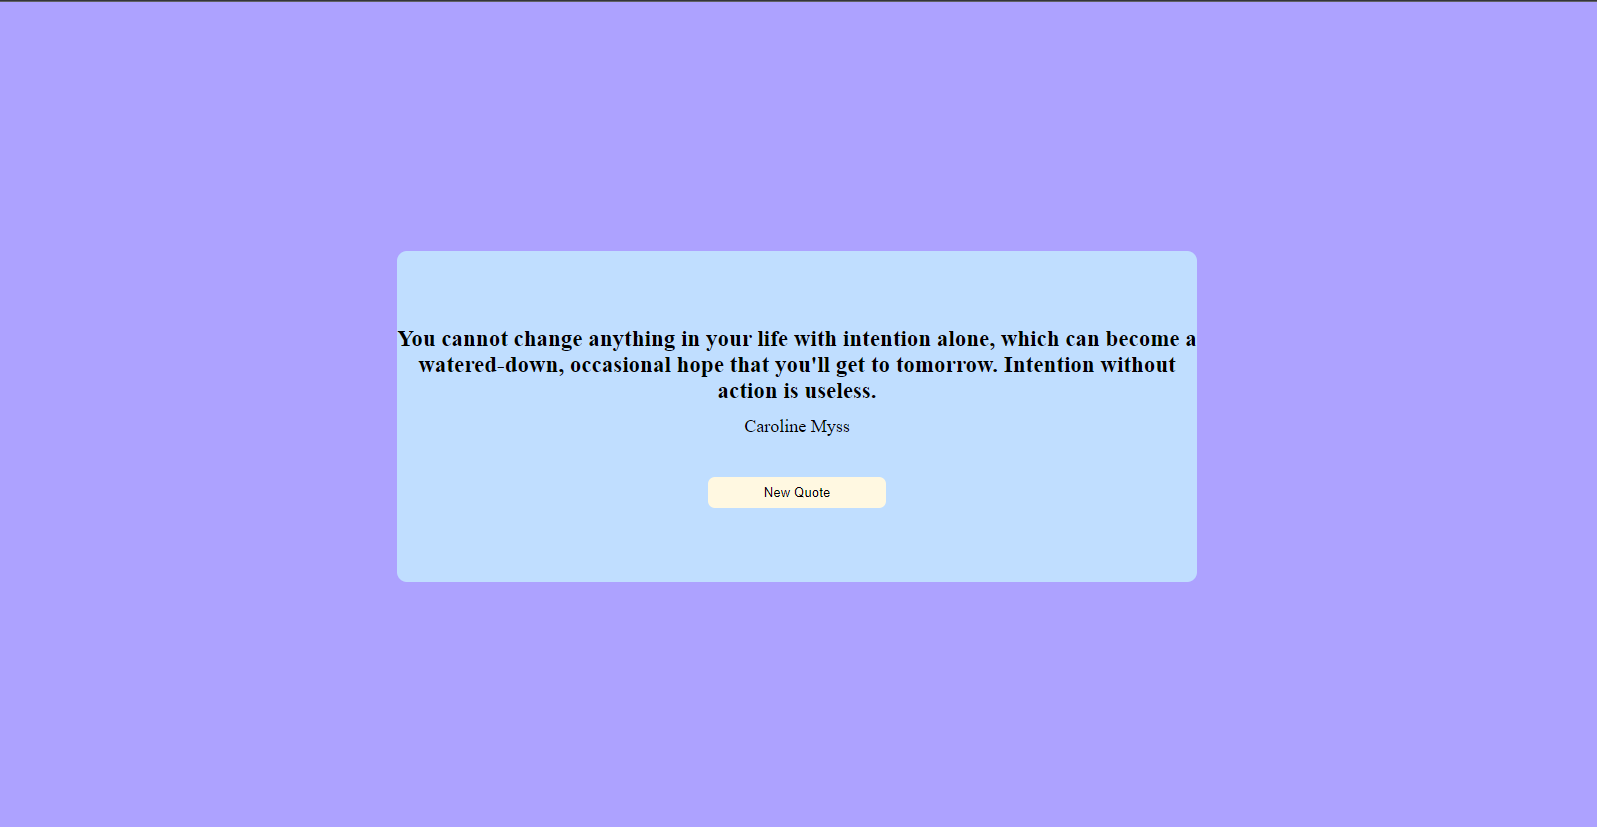 You cannot change anything in your life with intention alone, which can become a
watered-down, occasional hope that you'll get to tomorrow. Intention without
action is useless.
Caroline Myss
New Quote